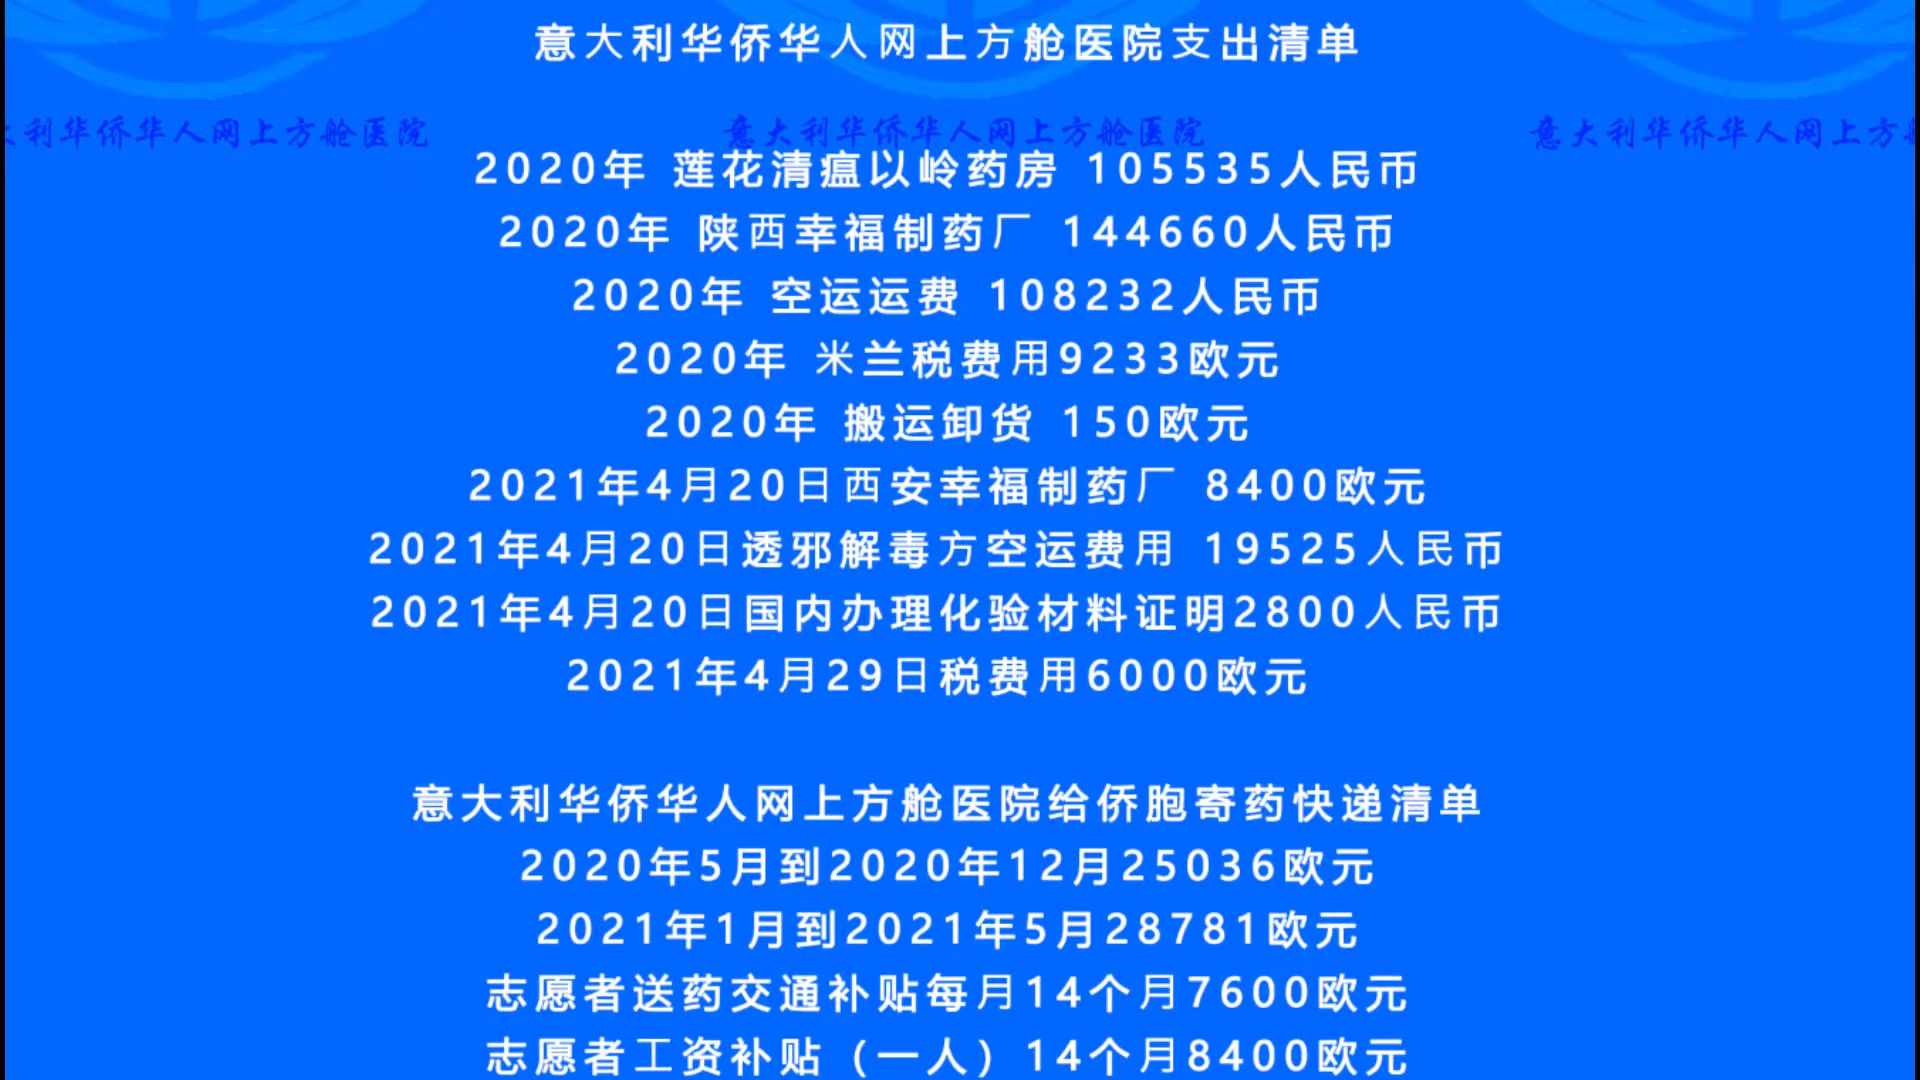 意大利华侨华人网上方舱医院支出清单
大利华侨华人网上方舱医院 意大利华侨华人网上方舱医院 意大利华侨华人网上方舱
2020年 莲花清瘟以岭药房 105535人民币
2020年 陕西幸福制药厂 144660人民币
2020年 空运运费 108232人民币
2020年 米兰税费用9233欧元
2020年 搬运卸货 150欧元
2021年4月20日西安幸福制药厂 8400欧元
2021年4月20日透邪解毒方空运费用 19525人民币
2021年4月20日国内办理化验材料证明2800人民币
2021年4月29日税费用6000欧元
意大利华侨华人网上方舱医院给侨胞寄药快递清单
2020年5月到2020年12月25036欧元
2021年1月到2021年5月28781欧元
志愿者送药交通补贴每月14个月7600欧元
志愿者工资补贴（一人）14个月8400欧元